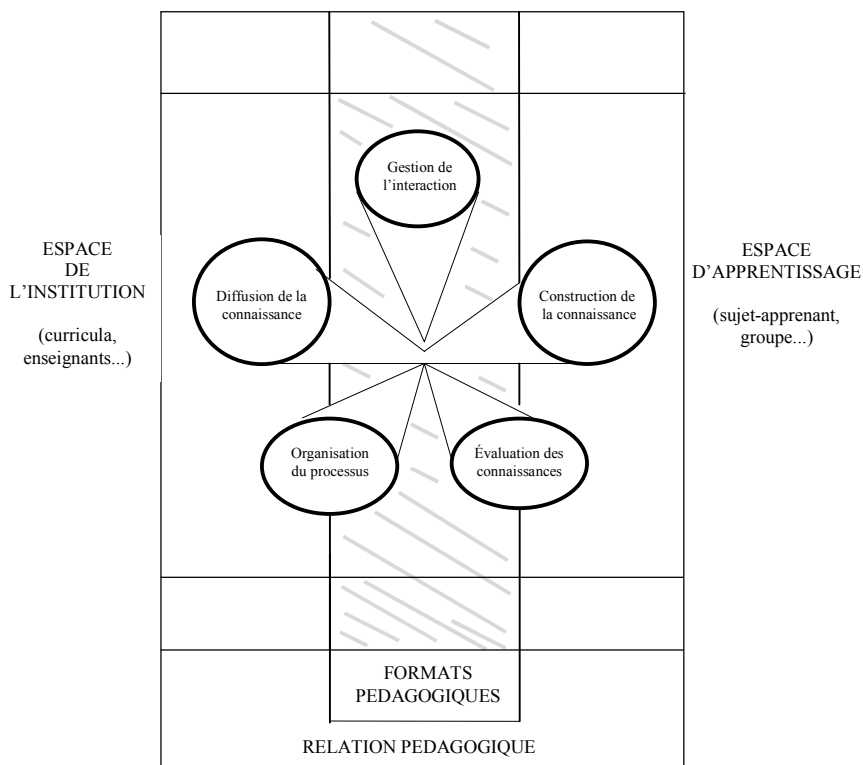 Gestion de
l'interaction
ESPACE
DE
L'INSTITUTION
(curricula,
enseignants...)
Diffusion de la
connaissance
Construction de
la connaissance
ESPACE
D'APPRENTISSAGE
(sujet-apprenant,
groupe...)
Organisation
du processus
Évaluation des
connaissances
FORMATS
PEDAGOGIQUES
RELATION PEDAGOGIQUE